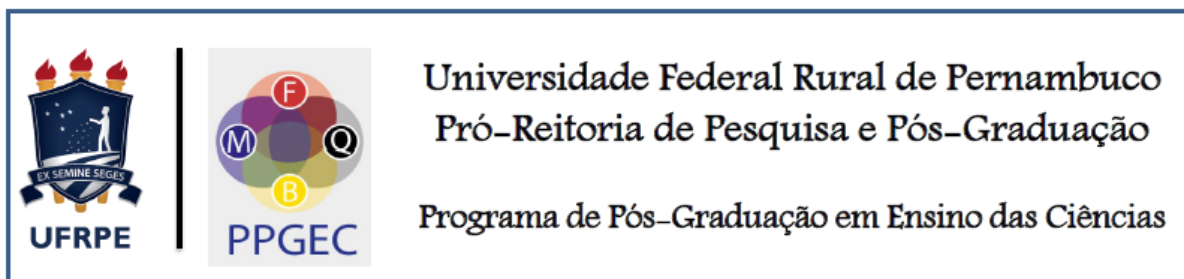 EX SEMINE SEGES
UFRPE
F
M
Q
B
PPGEC
Universidade Federal Rural de Pernambuco
Pró-Reitoria de Pesquisa e Pós-Graduação
Programa de Pós-Graduação em Ensino das Ciências